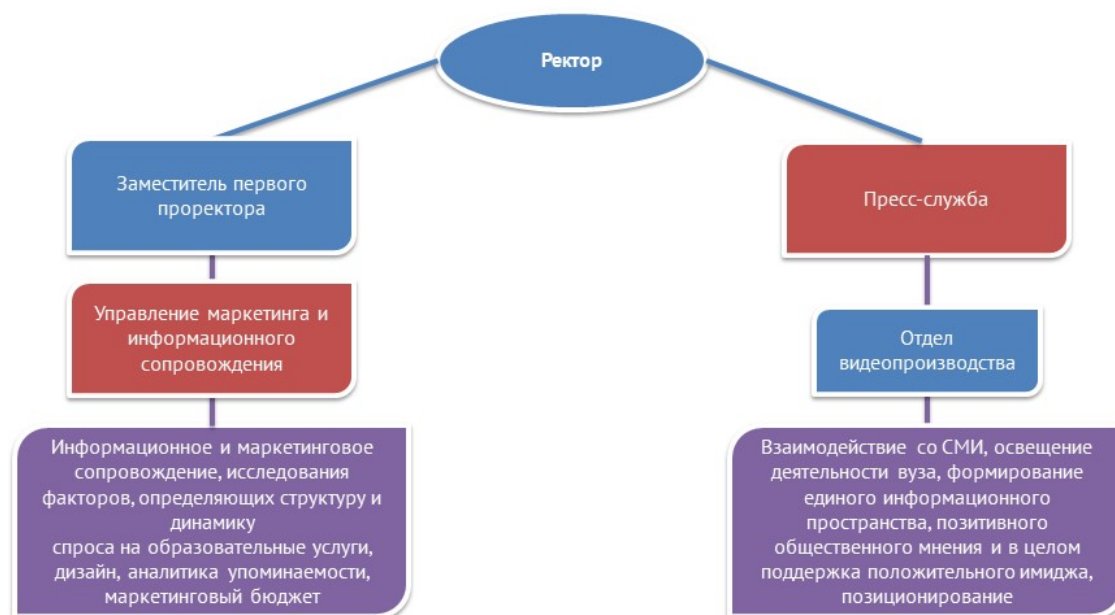 Ректор
Заместитель первого
проректора
Пресс-служба
Управление маркетинга и
информационного
сопровождения
Отдел
видеопроизводства
Информационное и маркетинговое
сопровождение, исследования
факторов, определяющих структуру и
динамику
спроса на образовательные услуги,
дизайн, аналитика упоминаемости,
маркетинговый бюджет
Взаимодействие со СМИ, освещение
деятельности вуза, формирование
единого информационного
пространства, позитивного
общественного мнения и в целом
поддержка положительного имиджа,
позиционирование